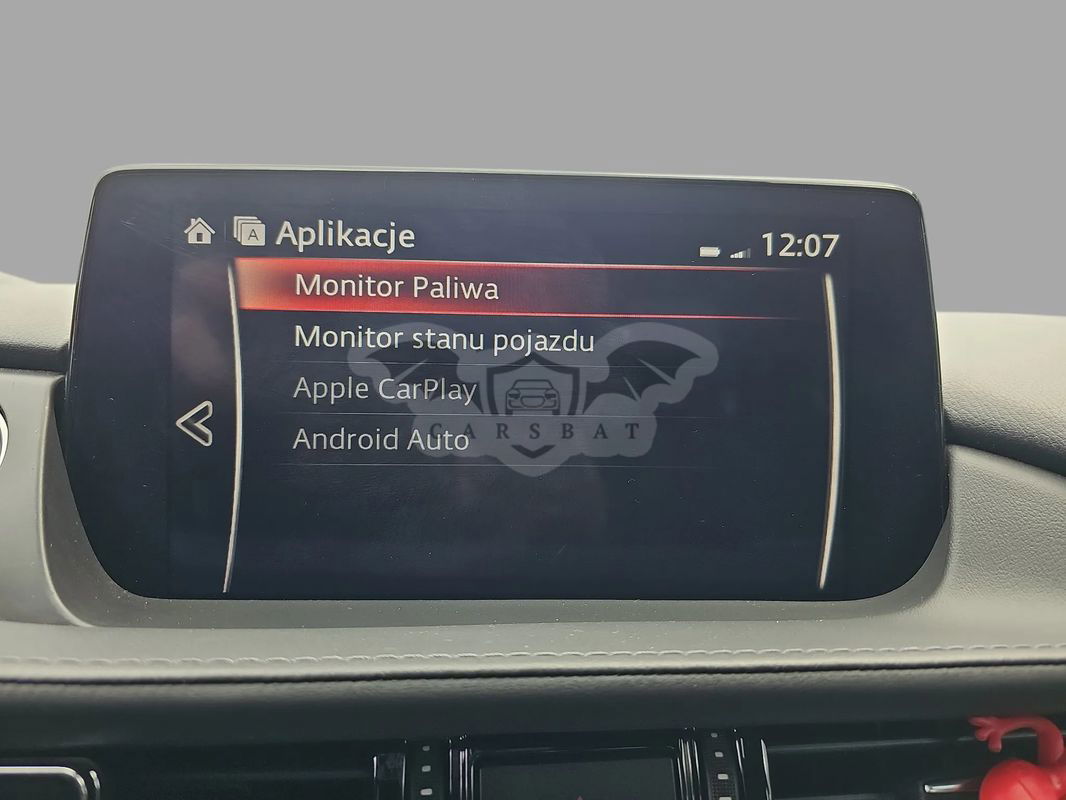 A Aplikacje
12:07
Monitor Paliwa
Monitor stanu pojazdu
Apple CarPlay
Android Auto
CARSBAT